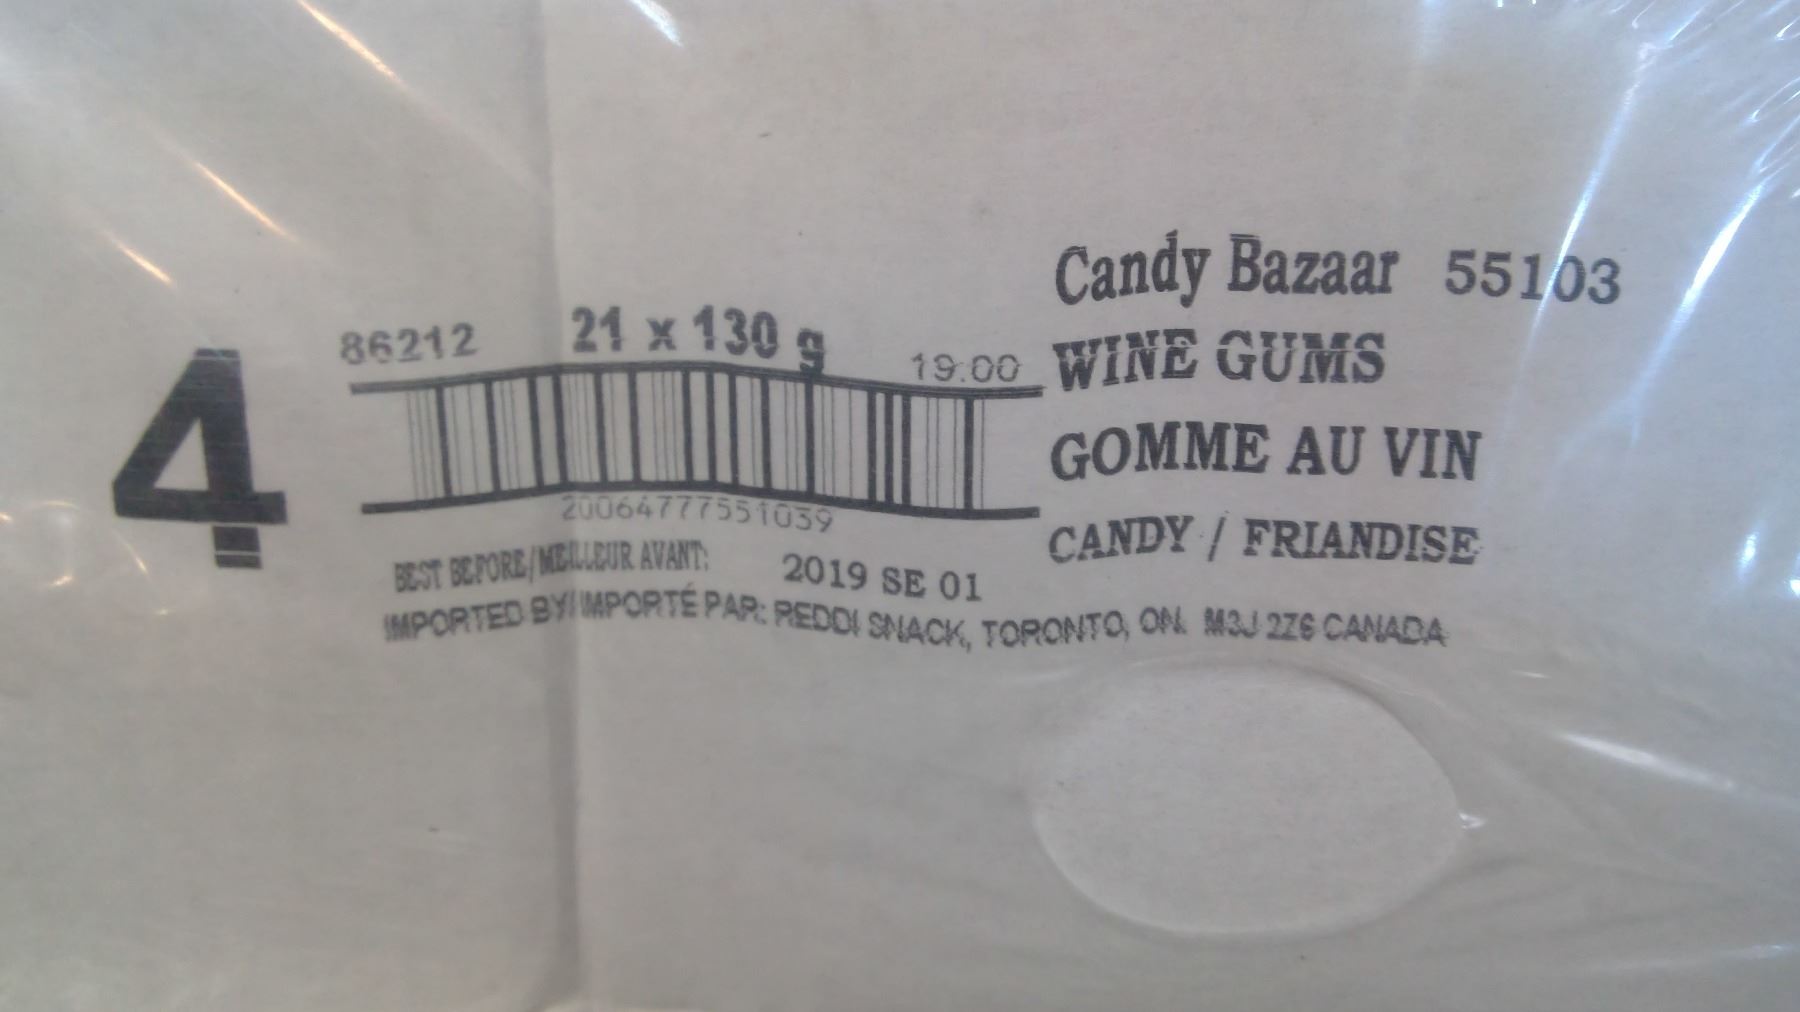 Candy Bazaar 55103
86212 21 x 130 g 19:00
WINE GUMS
4
GOMME AU VIN
20064777551039
CANDY / FRIANDISE
BEST BEFORE/MEILLEUR AVANT: 2019 SE 01
IMPORTED BY/IMPORTÉ PAR: REDDI SNACK, TORONTO, ON. M3J 2Z6 CANADA